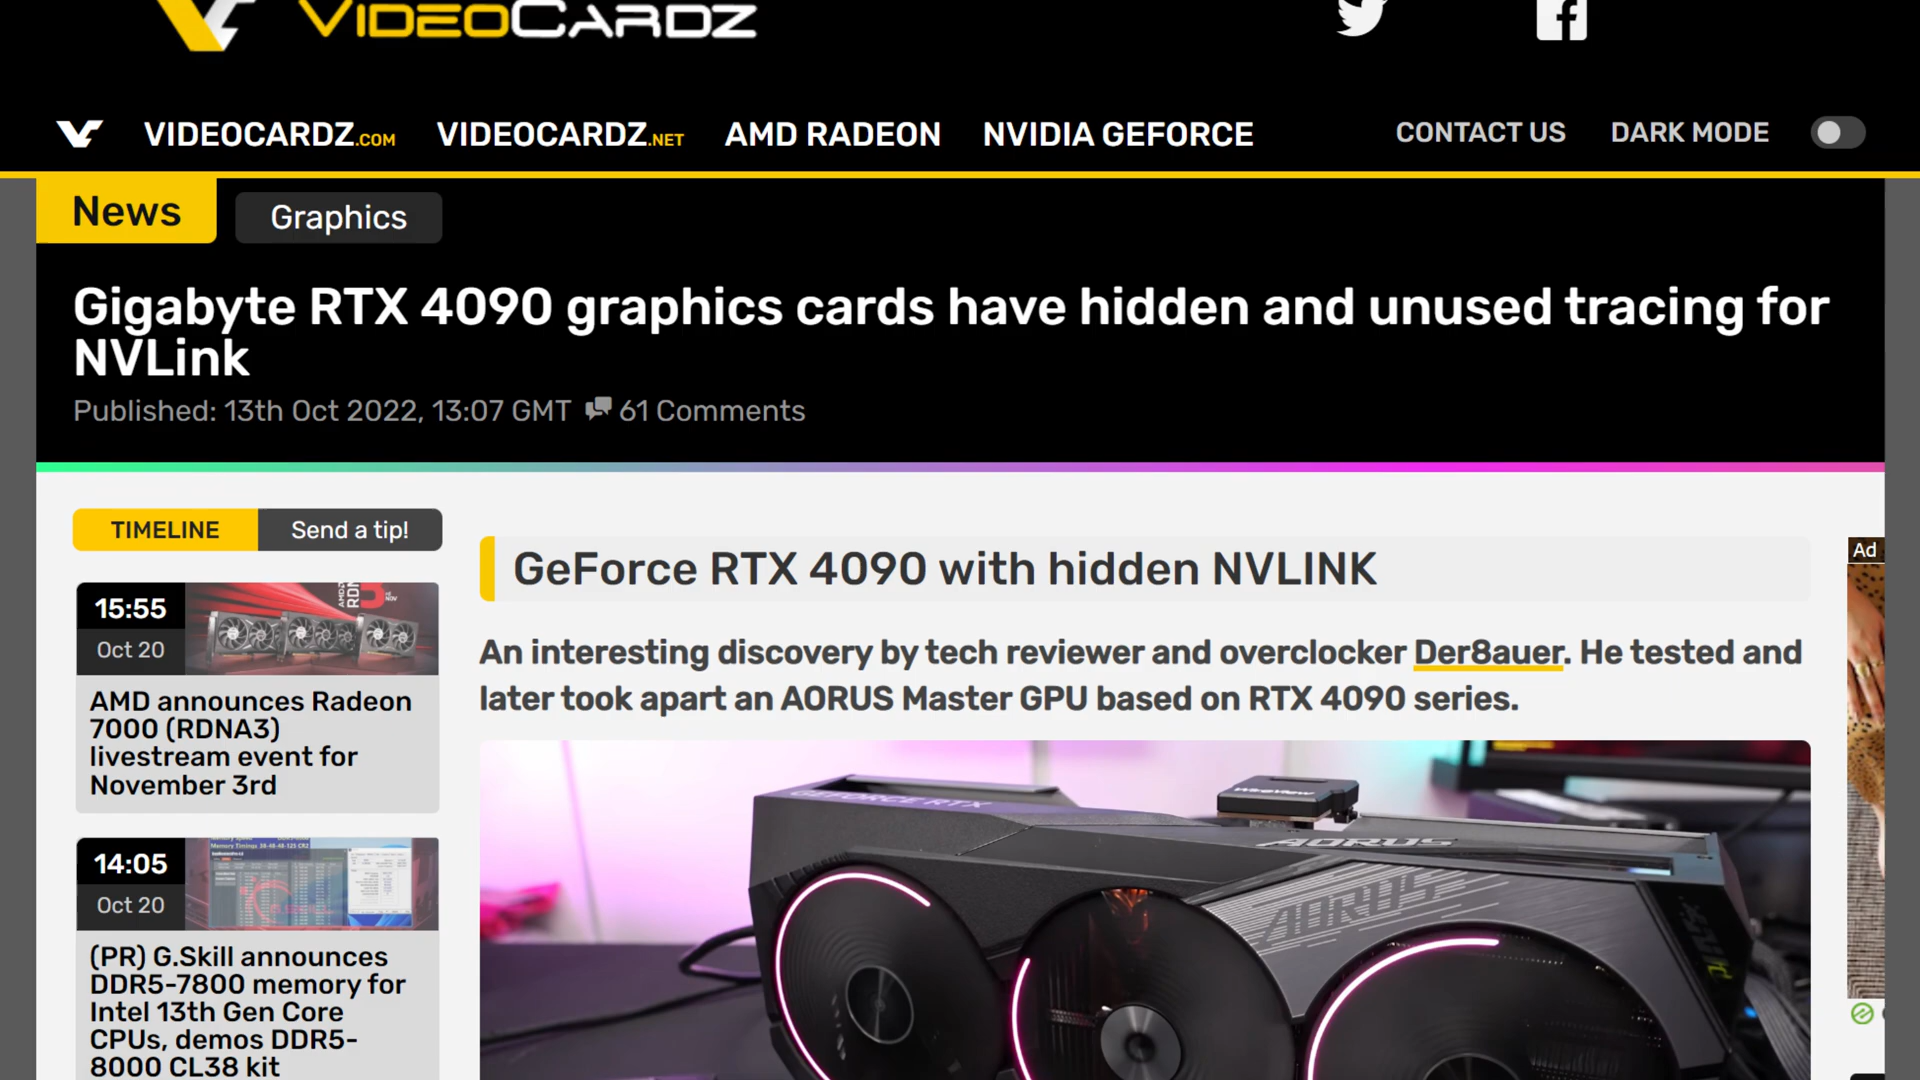 VIDEOCARDZ
VIDEOCARDZ.COM VIDEOCARDZ.NET AMD RADEON NVIDIA GEFORCE CONTACT US DARK MODE
News Graphics
Gigabyte RTX 4090 graphics cards have hidden and unused tracing for
NVLink
Published: 13th Oct 2022, 13:07 GMT 61 Comments
TIMELINE Send a tip!
15:55
Oct 20
AMD announces Radeon
7000 (RDNA3)
livestream event for
November 3rd
14:05
Oct 20
(PR) G.Skill announces
DDR5-7800 memory for
Intel 13th Gen Core
CPUs, demos DDR5-
8000 CL38 kit
GeForce RTX 4090 with hidden NVLINK
An interesting discovery by tech reviewer and overclocker Der8auer. He tested and
later took apart an AORUS Master GPU based on RTX 4090 series.
GEFORCE RTX
WireView
AORUS
AORUS
Ad